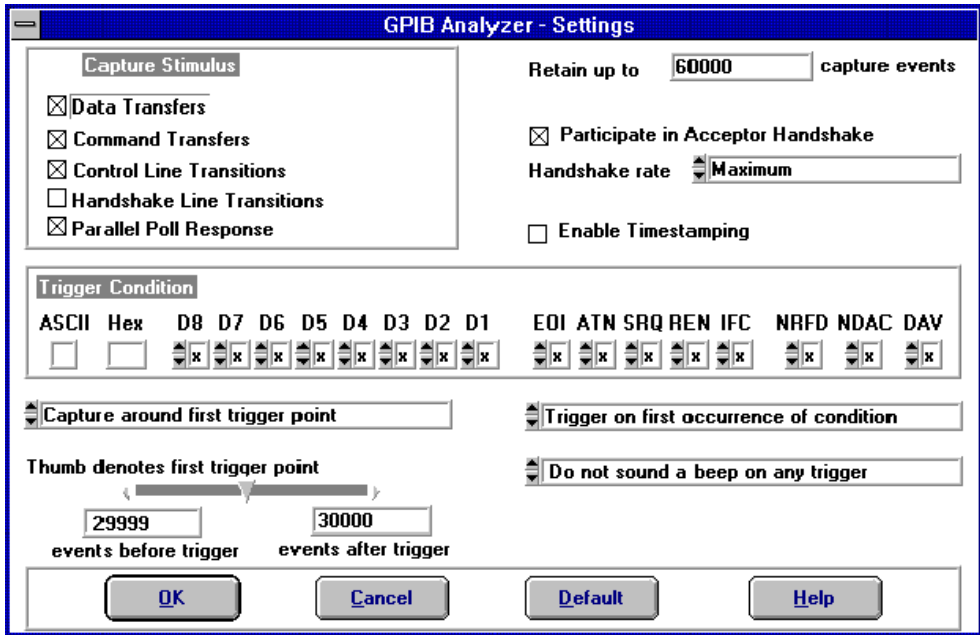 GPIB Analyzer - Settings
Capture Stimulus
Data Transfers
Command Transfers
Control Line Transitions
Handshake Line Transitions
Parallel Poll Response
Retain up to 60000 capture events
Participate in Acceptor Handshake
Handshake rate Maximum
Enable Timestamping
Trigger Condition
ASCII Hex D8 D7 D6 D5 D4 D3 D2 D1 EOI ATN SRQ REN IFC NRFD NDAC DAV
x x x x x x x x x x x x x x x x
Capture around first trigger point
Trigger on first occurrence of condition
Thumb denotes first trigger point
Do not sound a beep on any trigger
29999 30000
events before trigger events after trigger
OK Cancel Default Help